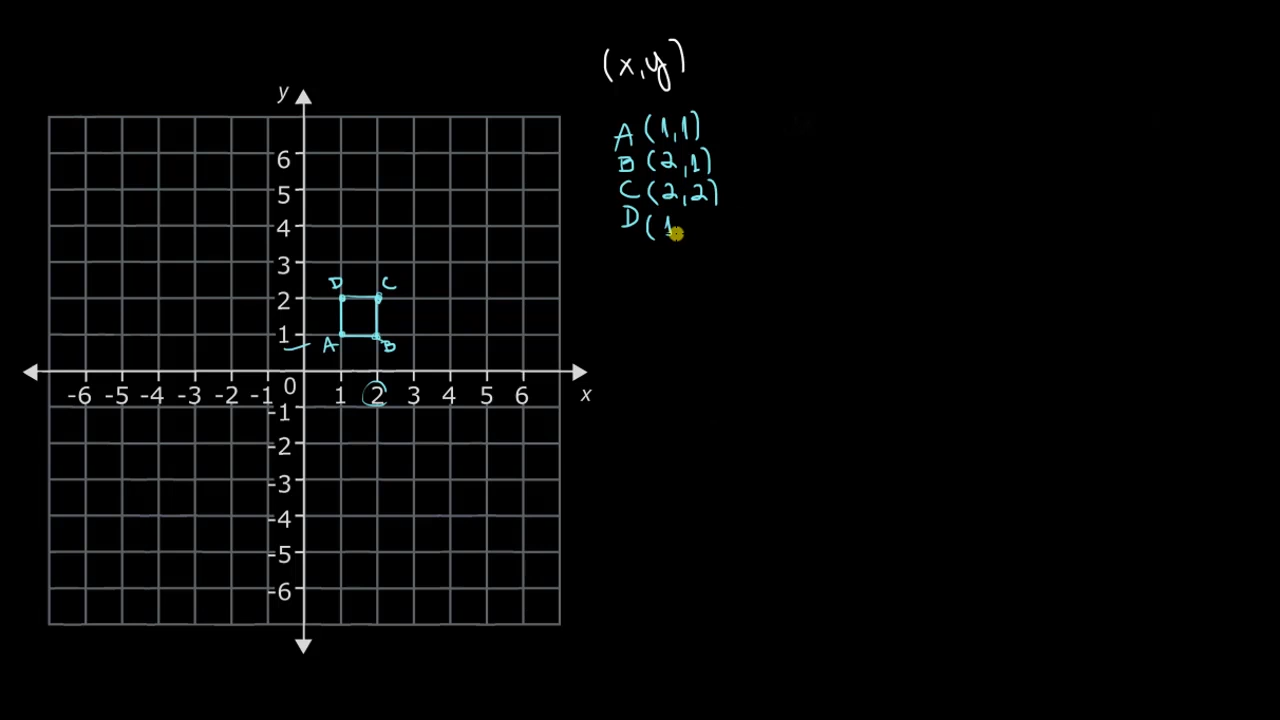 (x,y)
y
A (1,1)
B (2,1)
C (2,2)
D (1
6
5
4
3
D C
2
1
A B
0
-6 -5 -4 -3 -2 -1 1 2 3 4 5 6 x
-1
-2
-3
-4
-5
-6